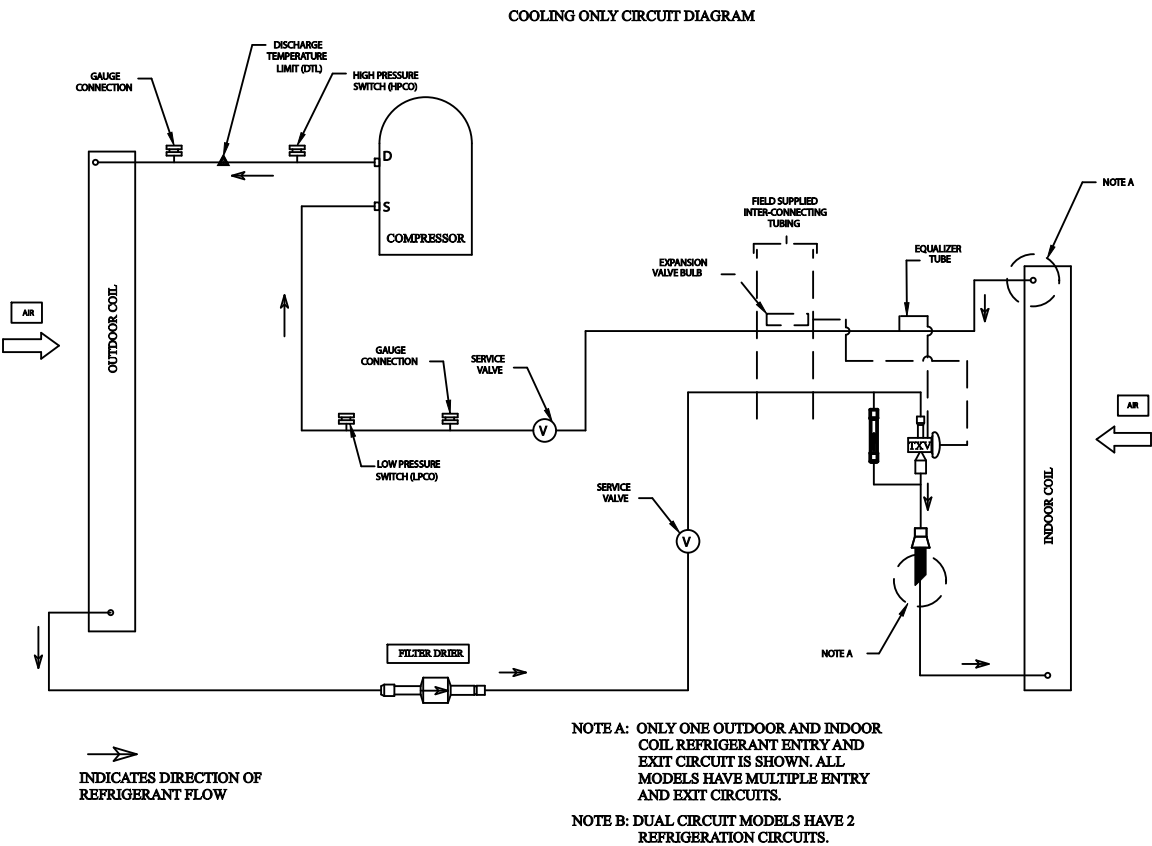 COOLING ONLY CIRCUIT DIAGRAM
DISCHARGE
TEMPERATURE
LIMIT (DTL)
GAUGE
CONNECTION
HIGH PRESSURE
SWITCH (HPCO)
D
S
COMPRESSOR
NOTE A
FIELD SUPPLIED
INTER-CONNECTING
TUBING
EQUALIZER
TUBE
EXPANSION
VALVE BULB
AIR
OUTDOOR COIL
GAUGE
CONNECTION
SERVICE
VALVE
V
LOW PRESSURE
SWITCH (LPCO)
AIR
TXV
INDOOR COIL
SERVICE
VALVE
V
NOTE A
FILTER DRIER
INDICATES DIRECTION OF
REFRIGERANT FLOW
NOTE A: ONLY ONE OUTDOOR AND INDOOR
COIL REFRIGERANT ENTRY AND
EXIT CIRCUIT IS SHOWN. ALL
MODELS HAVE MULTIPLE ENTRY
AND EXIT CIRCUITS.
NOTE B: DUAL CIRCUIT MODELS HAVE 2
REFRIGERATION CIRCUITS.